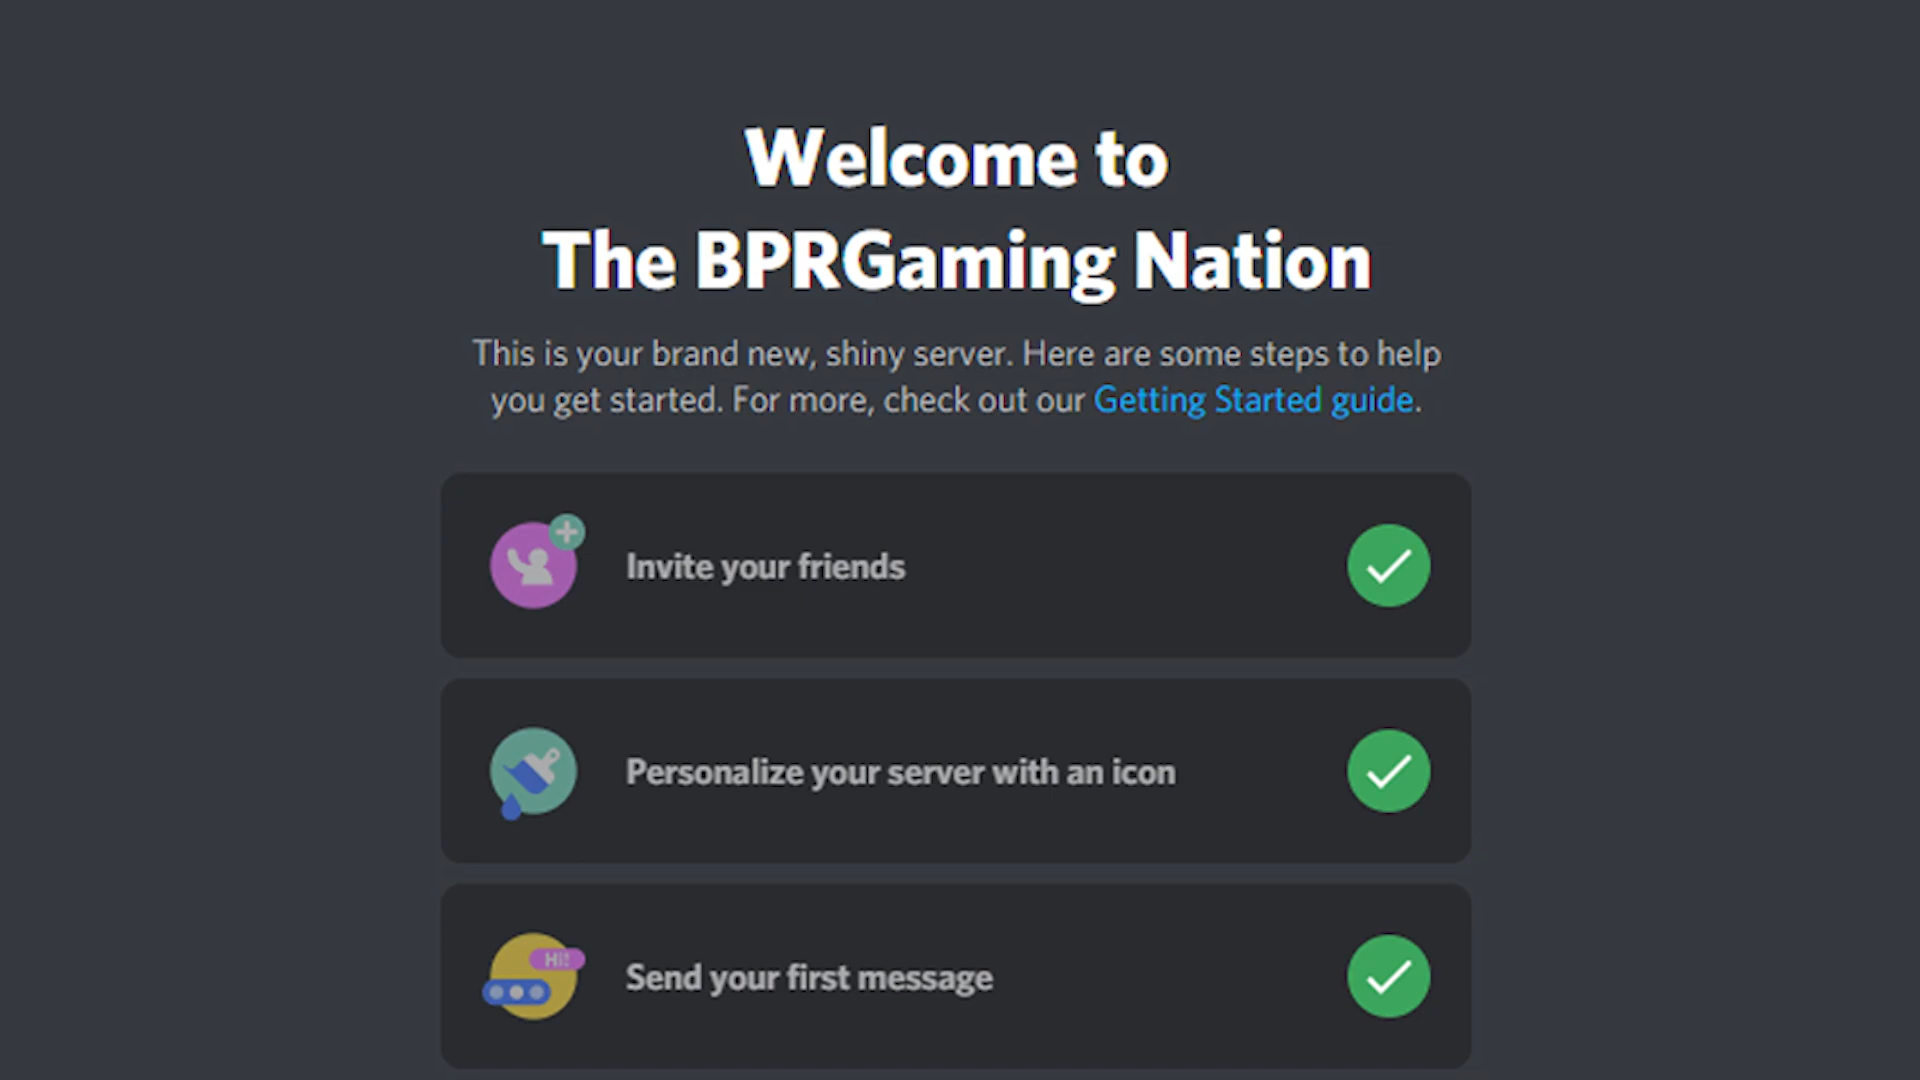 Welcome to
The BPRGaming Nation
This is your brand new, shiny server. Here are some steps to help
you get started. For more, check out our Getting Started guide.
Invite your friends
Personalize your server with an icon
Hi!
Send your first message